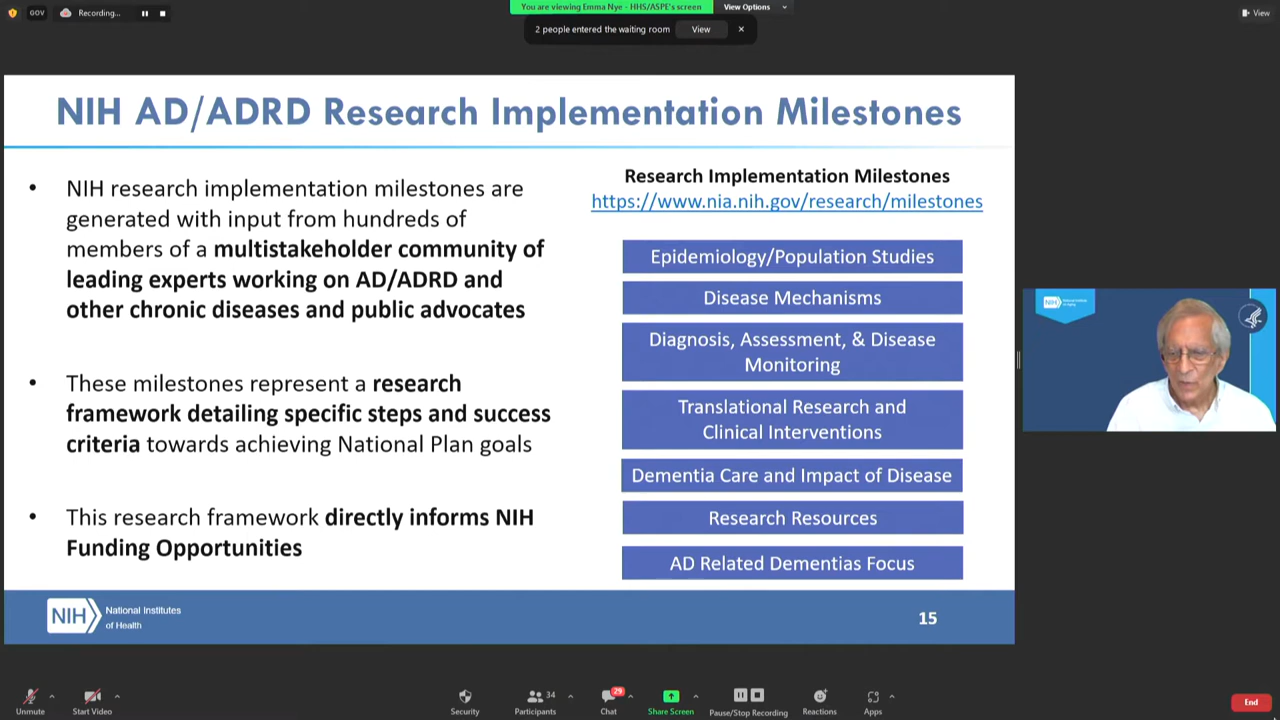 GOV
Recording...
You are viewing Emma Nye - HHS/ASPE's screen
View Options
2 people entered the waiting room
View
View
NIH AD/ADRD Research Implementation Milestones
• NIH research implementation milestones are
generated with input from hundreds of
members of a multistakeholder community of
leading experts working on AD/ADRD and
other chronic diseases and public advocates
• These milestones represent a research
framework detailing specific steps and success
criteria towards achieving National Plan goals
• This research framework directly informs NIH
Funding Opportunities
Research Implementation Milestones
https://www.nia.nih.gov/research/milestones
Epidemiology/Population Studies
Disease Mechanisms
Diagnosis, Assessment, & Disease
Monitoring
Translational Research and
Clinical Interventions
Dementia Care and Impact of Disease
Research Resources
AD Related Dementias Focus
NIH
National Institutes
of Health
15
NIH
National Institute
on Aging
Unmute
Start Video
Security
34
Participants
29
Chat
Share Screen
Pause/Stop Recording
Reactions
Apps
End